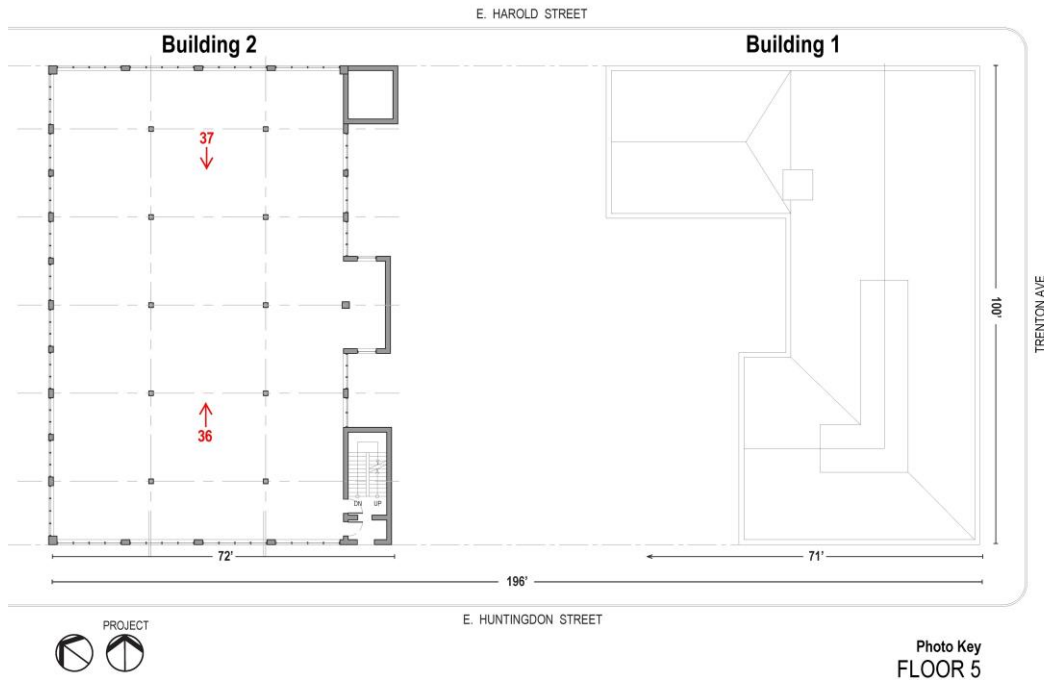 E. HAROLD STREET
Building 2
Building 1
37
100'
TRENTON AVE
36
DN UP
72'
71'
196'
E. HUNTINGDON STREET
PROJECT
Photo Key
FLOOR 5